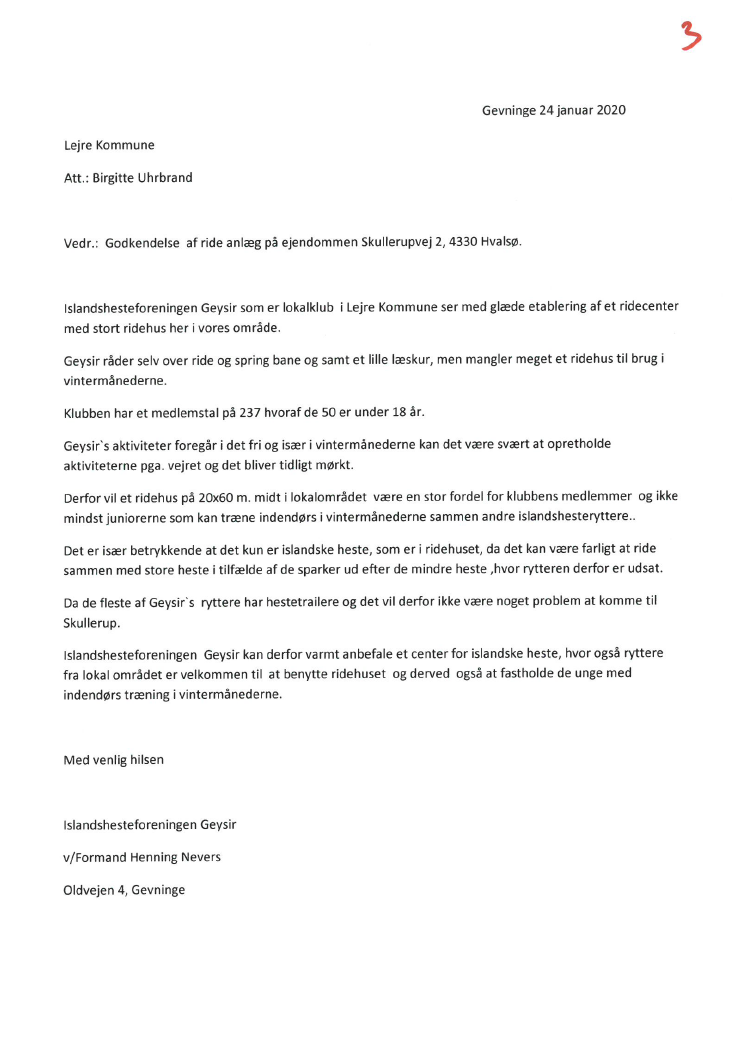 3
Gevninge 24 januar 2020
Lejre Kommune
Att.: Birgitte Uhrbrand
Vedr.: Godkendelse af ride anlæg på ejendommen Skullerupvej 2, 4330 Hvalsø.
Islandshesteforeningen Geysir som er lokalklub i Lejre Kommune ser med glæde etablering af et ridecenter
med stort ridehus her i vores område.
Geysir råder selv over ride og spring bane og samt et lille læskur, men mangler meget et ridehus til brug i
vintermånederne.
Klubben har et medlemstal på 237 hvoraf de 50 er under 18 år.
Geysir`s aktiviteter foregår i det fri og især i vintermånederne kan det være svært at opretholde
aktiviteterne pga. vejret og det bliver tidligt mørkt.
Derfor vil et ridehus på 20x60 m. midt i lokalområdet være en stor fordel for klubbens medlemmer og ikke
mindst juniorerne som kan træne indendørs i vintermånederne sammen andre islandshesteryttere..
Det er især betrykkende at det kun er islandske heste, som er i ridehuset, da det kan være farligt at ride
sammen med store heste i tilfælde af de sparker ud efter de mindre heste ,hvor rytteren derfor er udsat.
Da de fleste af Geysir`s ryttere har hestetrailere og det vil derfor ikke være noget problem at komme til
Skullerup.
Islandshesteforeningen Geysir kan derfor varmt anbefale et center for islandske heste, hvor også ryttere
fra lokal området er velkommen til at benytte ridehuset og derved også at fastholde de unge med
indendørs træning i vintermånederne.
Med venlig hilsen
Islandshesteforeningen Geysir
v/Formand Henning Nevers
Oldvejen 4, Gevninge